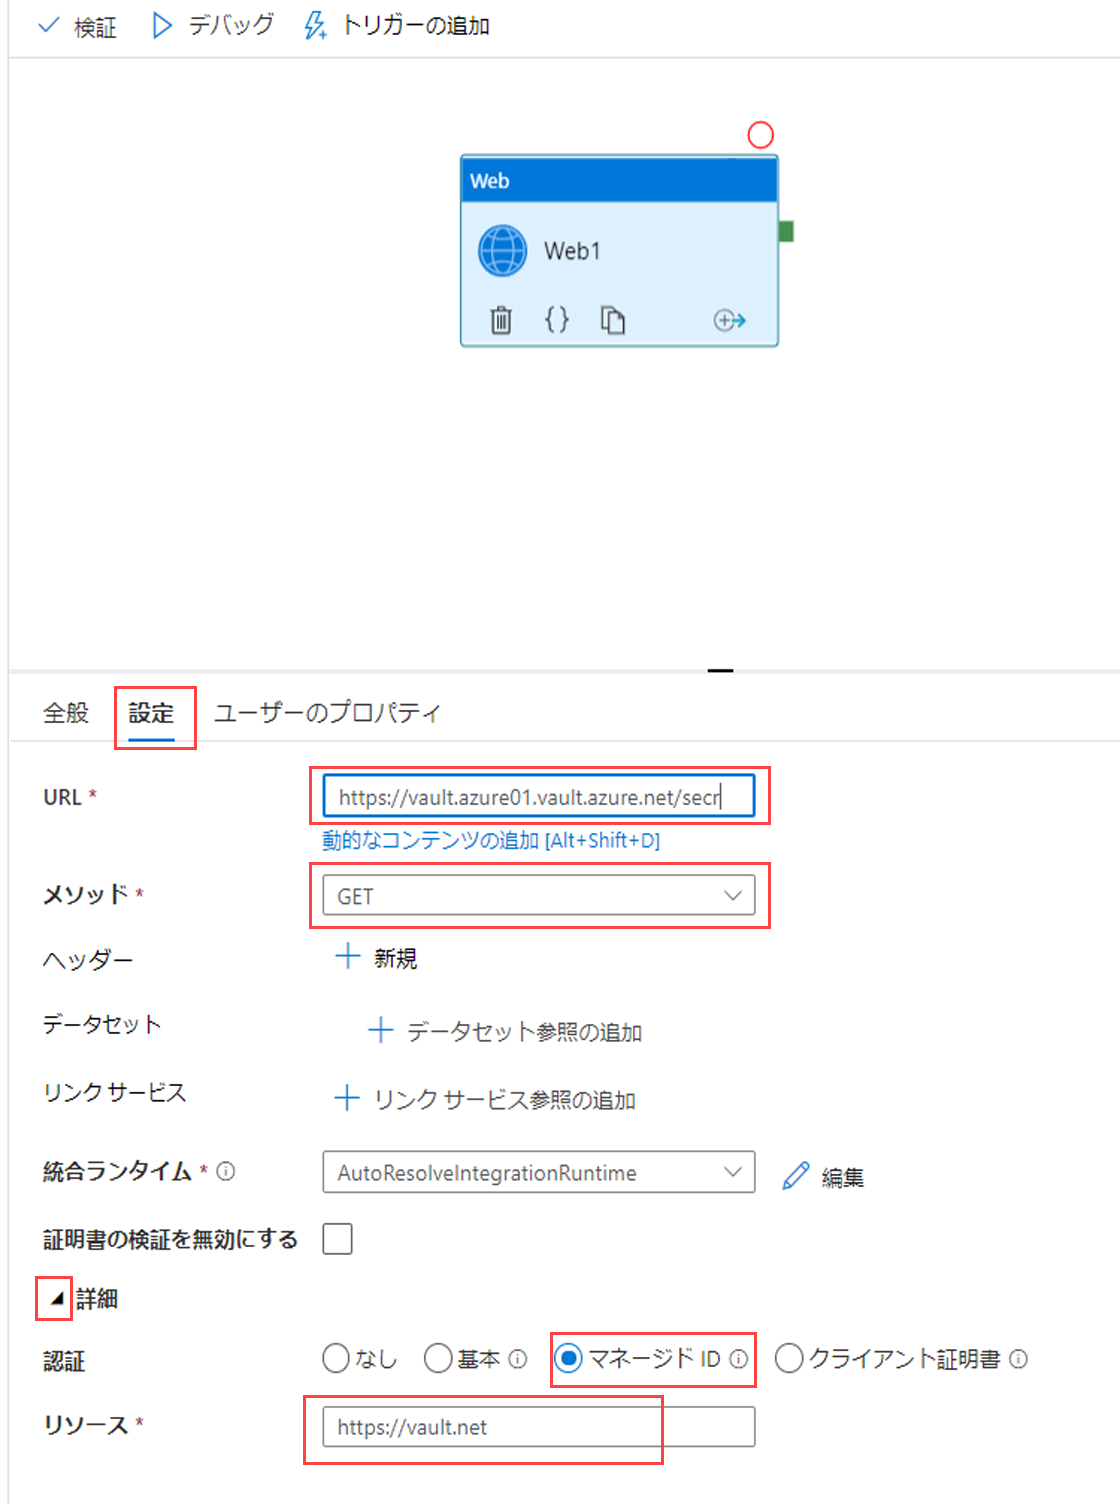 検証 デバッグ トリガーの追加
Web
Web1
全般 設定 ユーザーのプロパティ
URL * https://vault.azure01.vault.azure.net/secr
動的なコンテンツの追加 [Alt+Shift+D]
メソッド * GET
ヘッダー 新規
データセット データセット参照の追加
リンク サービス リンク サービス参照の追加
統合ランタイム * AutoResolveIntegrationRuntime 編集
証明書の検証を無効にする
詳細
認証 なし 基本 マネージド ID クライアント証明書
リソース * https://vault.net